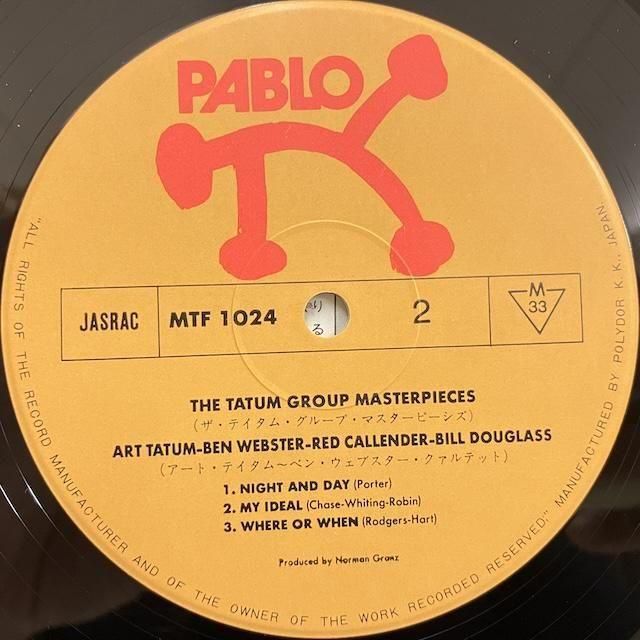 PABLO
JASRAC
MTF 1024
2
M
33
り
る
THE TATUM GROUP MASTERPIECES
(ザ・テイタム・グループ・マスターピーシズ)
ART TATUM-BEN WEBSTER-RED CALLENDER-BILL DOUGLASS
(アート・テイタム〜ベン・ウェブスター・クァルテット)
1. NIGHT AND DAY (Porter)
2. MY IDEAL (Chase-Whiting-Robin)
3. WHERE OR WHEN (Rodgers-Hart)
Produced by Norman Granz
"ALL RIGHTS OF THE RECORD MANUFACTURER AND OF THE OWNER OF THE WORK RECORDED RESERVED;" MANUFACTURED BY POLYDOR K.K., JAPAN